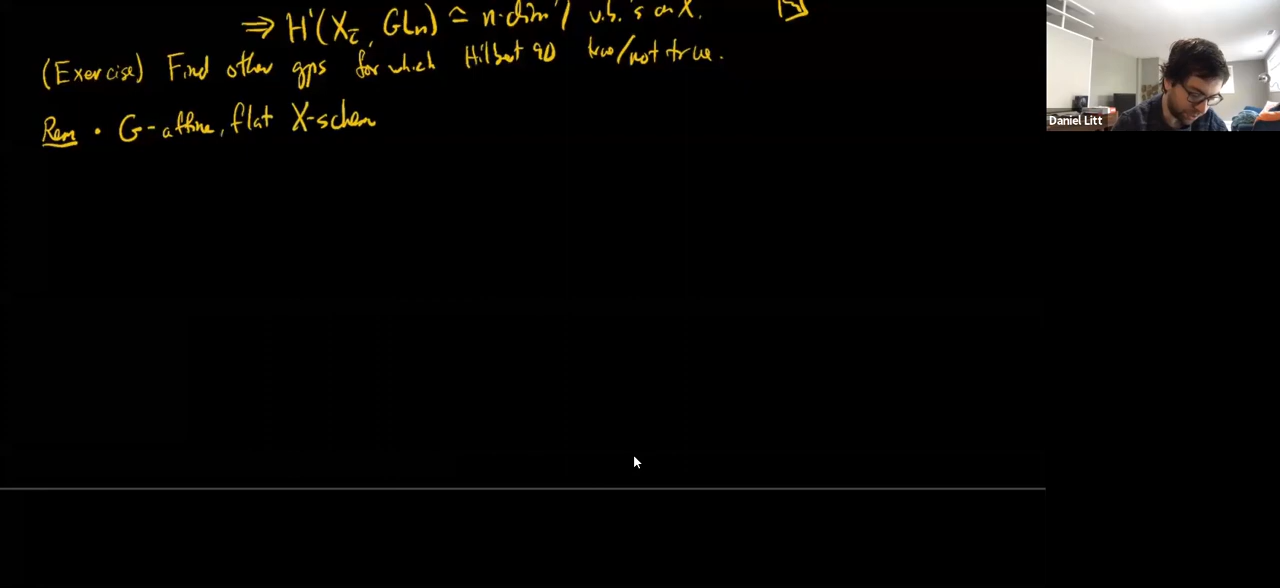 ⇒ H¹(X_τ, GLn) ≃ n-dim'l v.b.'s on X.
(Exercise) Find other gps for which Hilbert 90 true/not true.
Rem • G-affine, flat X-schem
Daniel Litt